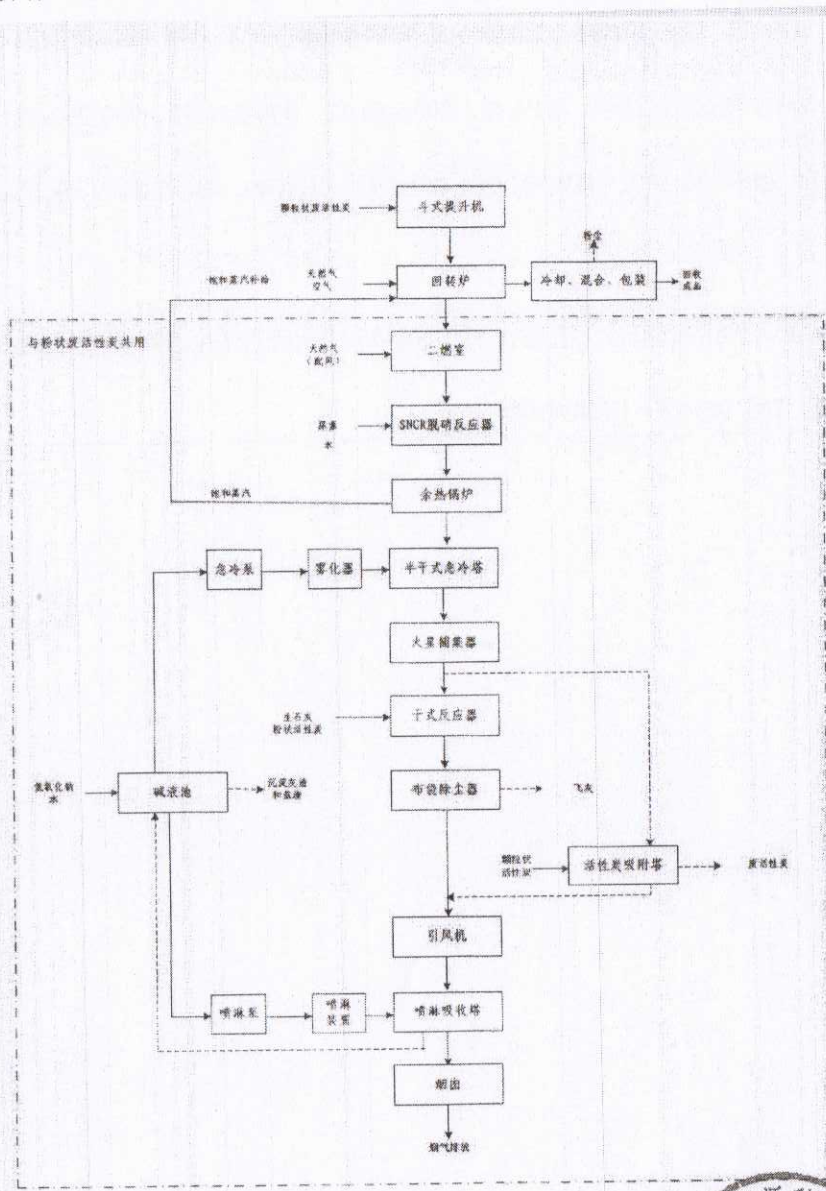 颗粒状废活性炭
斗式提升机
粉尘
饱和蒸汽补给
天然气
空气
回转炉
冷却、混合、包装
回收
成品
与粉状废活性炭共用
天然气
(配风)
二燃室
尿素
水
SNCR脱硝反应器
饱和蒸汽
余热锅炉
急冷泵
雾化器
半干式急冷塔
火星捕集器
生石灰
粉状活性炭
干式反应器
氢氧化钠
水
碱液池
沉淀灰渣
和盐渣
布袋除尘器
飞灰
颗粒状
活性炭
活性炭吸附塔
废活性炭
引风机
喷淋泵
喷淋
装置
喷淋吸收塔
烟囱
烟气排放